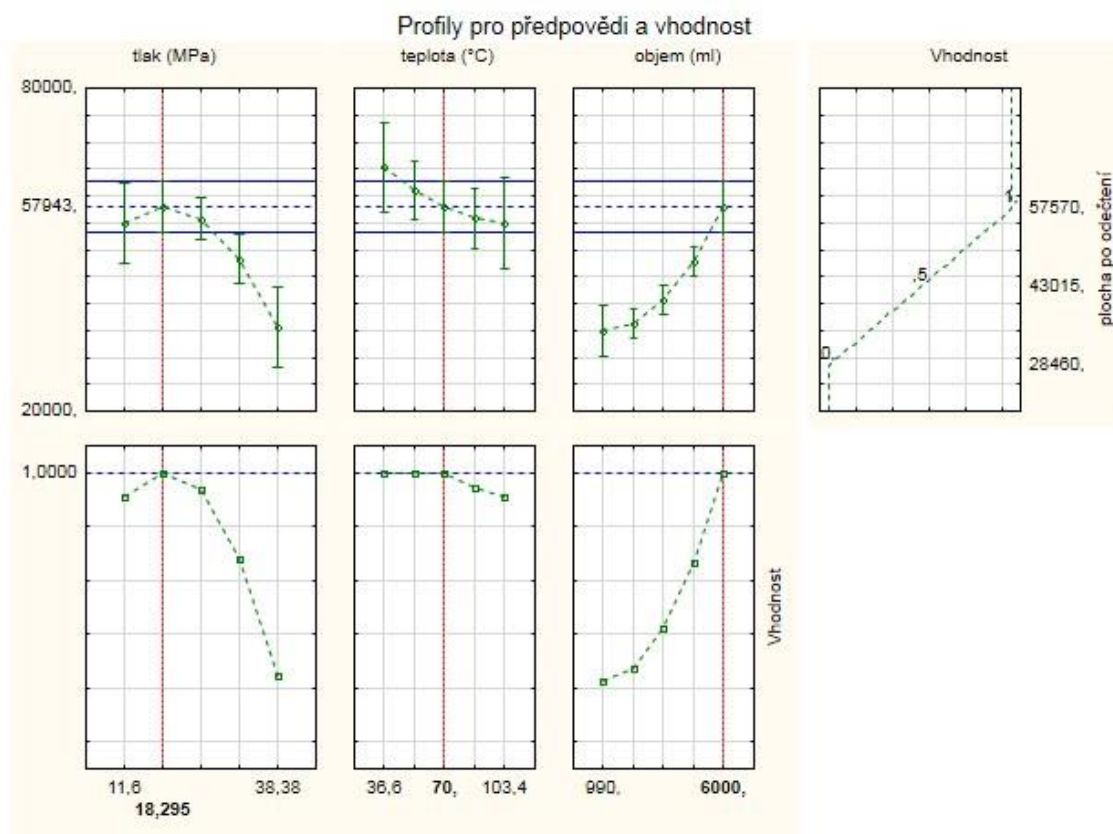 Profily pro předpovědi a vhodnost
tlak (MPa)
teplota (°C)
objem (ml)
Vhodnost
80000,
57943,
20000,
1
,5
0
57570,
43015,
28460,
plocha po odečtení
1,0000
Vhodnost
11,6
38,38
18,295
36,6
70,
103,4
990,
6000,